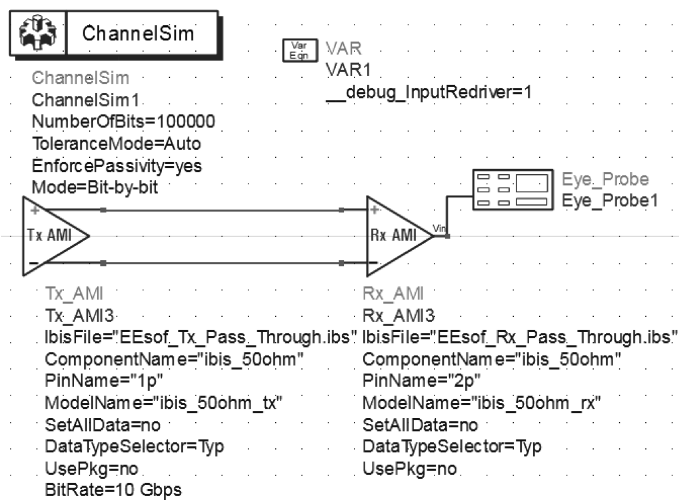 ChannelSim
Var
Eqn
VAR
VAR1
__debug_InputRedriver=1
ChannelSim
ChannelSim1
NumberOfBits=100000
ToleranceMode=Auto
EnforcePassivity=yes
Mode=Bit-by-bit
Eye_Probe
Eye_Probe1
+
Tx AMI
−
+
Rx AMI
−
Vin
Tx_AMI
Tx_AMI3
IbisFile="EEsof_Tx_Pass_Through.ibs"
ComponentName="ibis_50ohm"
PinName="1p"
ModelName="ibis_50ohm_tx"
SetAllData=no
DataTypeSelector=Typ
UsePkg=no
BitRate=10 Gbps
Rx_AMI
Rx_AMI3
IbisFile="EEsof_Rx_Pass_Through.ibs"
ComponentName="ibis_50ohm"
PinName="2p"
ModelName="ibis_50ohm_rx"
SetAllData=no
DataTypeSelector=Typ
UsePkg=no